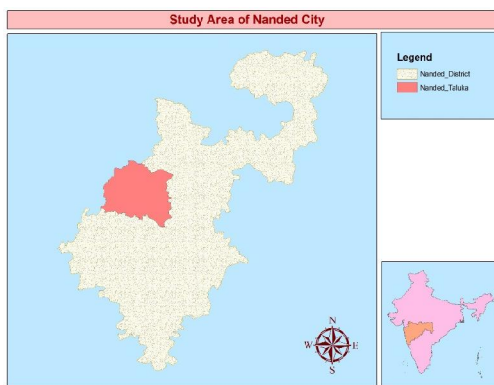 Study Area of Nanded City
Legend
Nanded_District
Nanded_Taluka
N
W E
S